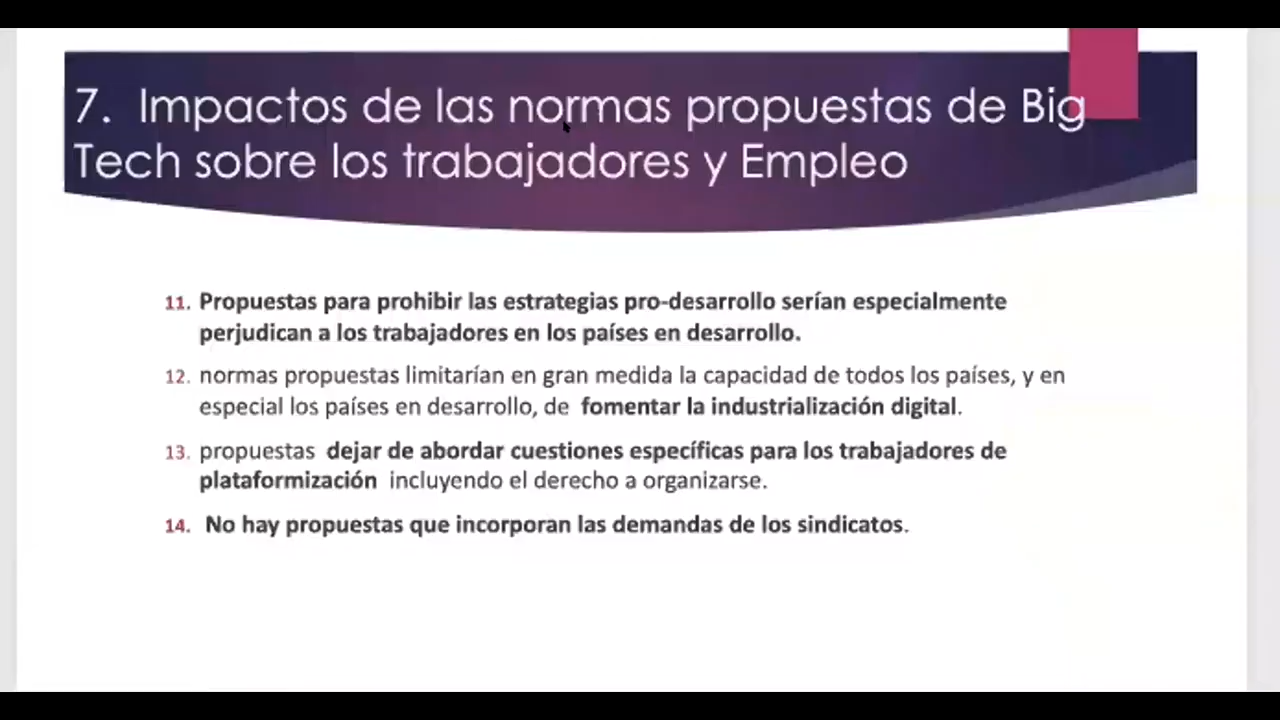 7. Impactos de las normas propuestas de Big
Tech sobre los trabajadores y Empleo
11. Propuestas para prohibir las estrategias pro-desarrollo serían especialmente
perjudican a los trabajadores en los países en desarrollo.
12. normas propuestas limitarían en gran medida la capacidad de todos los países, y en
especial los países en desarrollo, de fomentar la industrialización digital.
13. propuestas dejar de abordar cuestiones específicas para los trabajadores de
plataformización incluyendo el derecho a organizarse.
14. No hay propuestas que incorporan las demandas de los sindicatos.